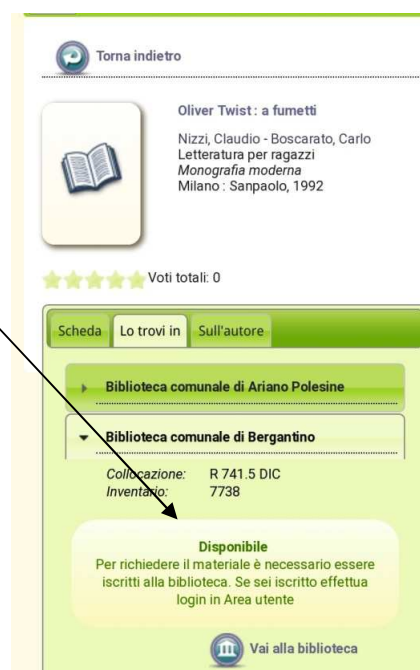 Torna indietro
Oliver Twist : a fumetti
Nizzi, Claudio - Boscarato, Carlo
Letteratura per ragazzi
Monografia moderna
Milano : Sanpaolo, 1992
Voti totali: 0
Scheda Lo trovi in Sull'autore
Biblioteca comunale di Ariano Polesine
Biblioteca comunale di Bergantino
Collocazione: R 741.5 DIC
Inventario: 7738
Disponibile
Per richiedere il materiale è necessario essere
iscritti alla biblioteca. Se sei iscritto effettua
login in Area utente
Vai alla biblioteca